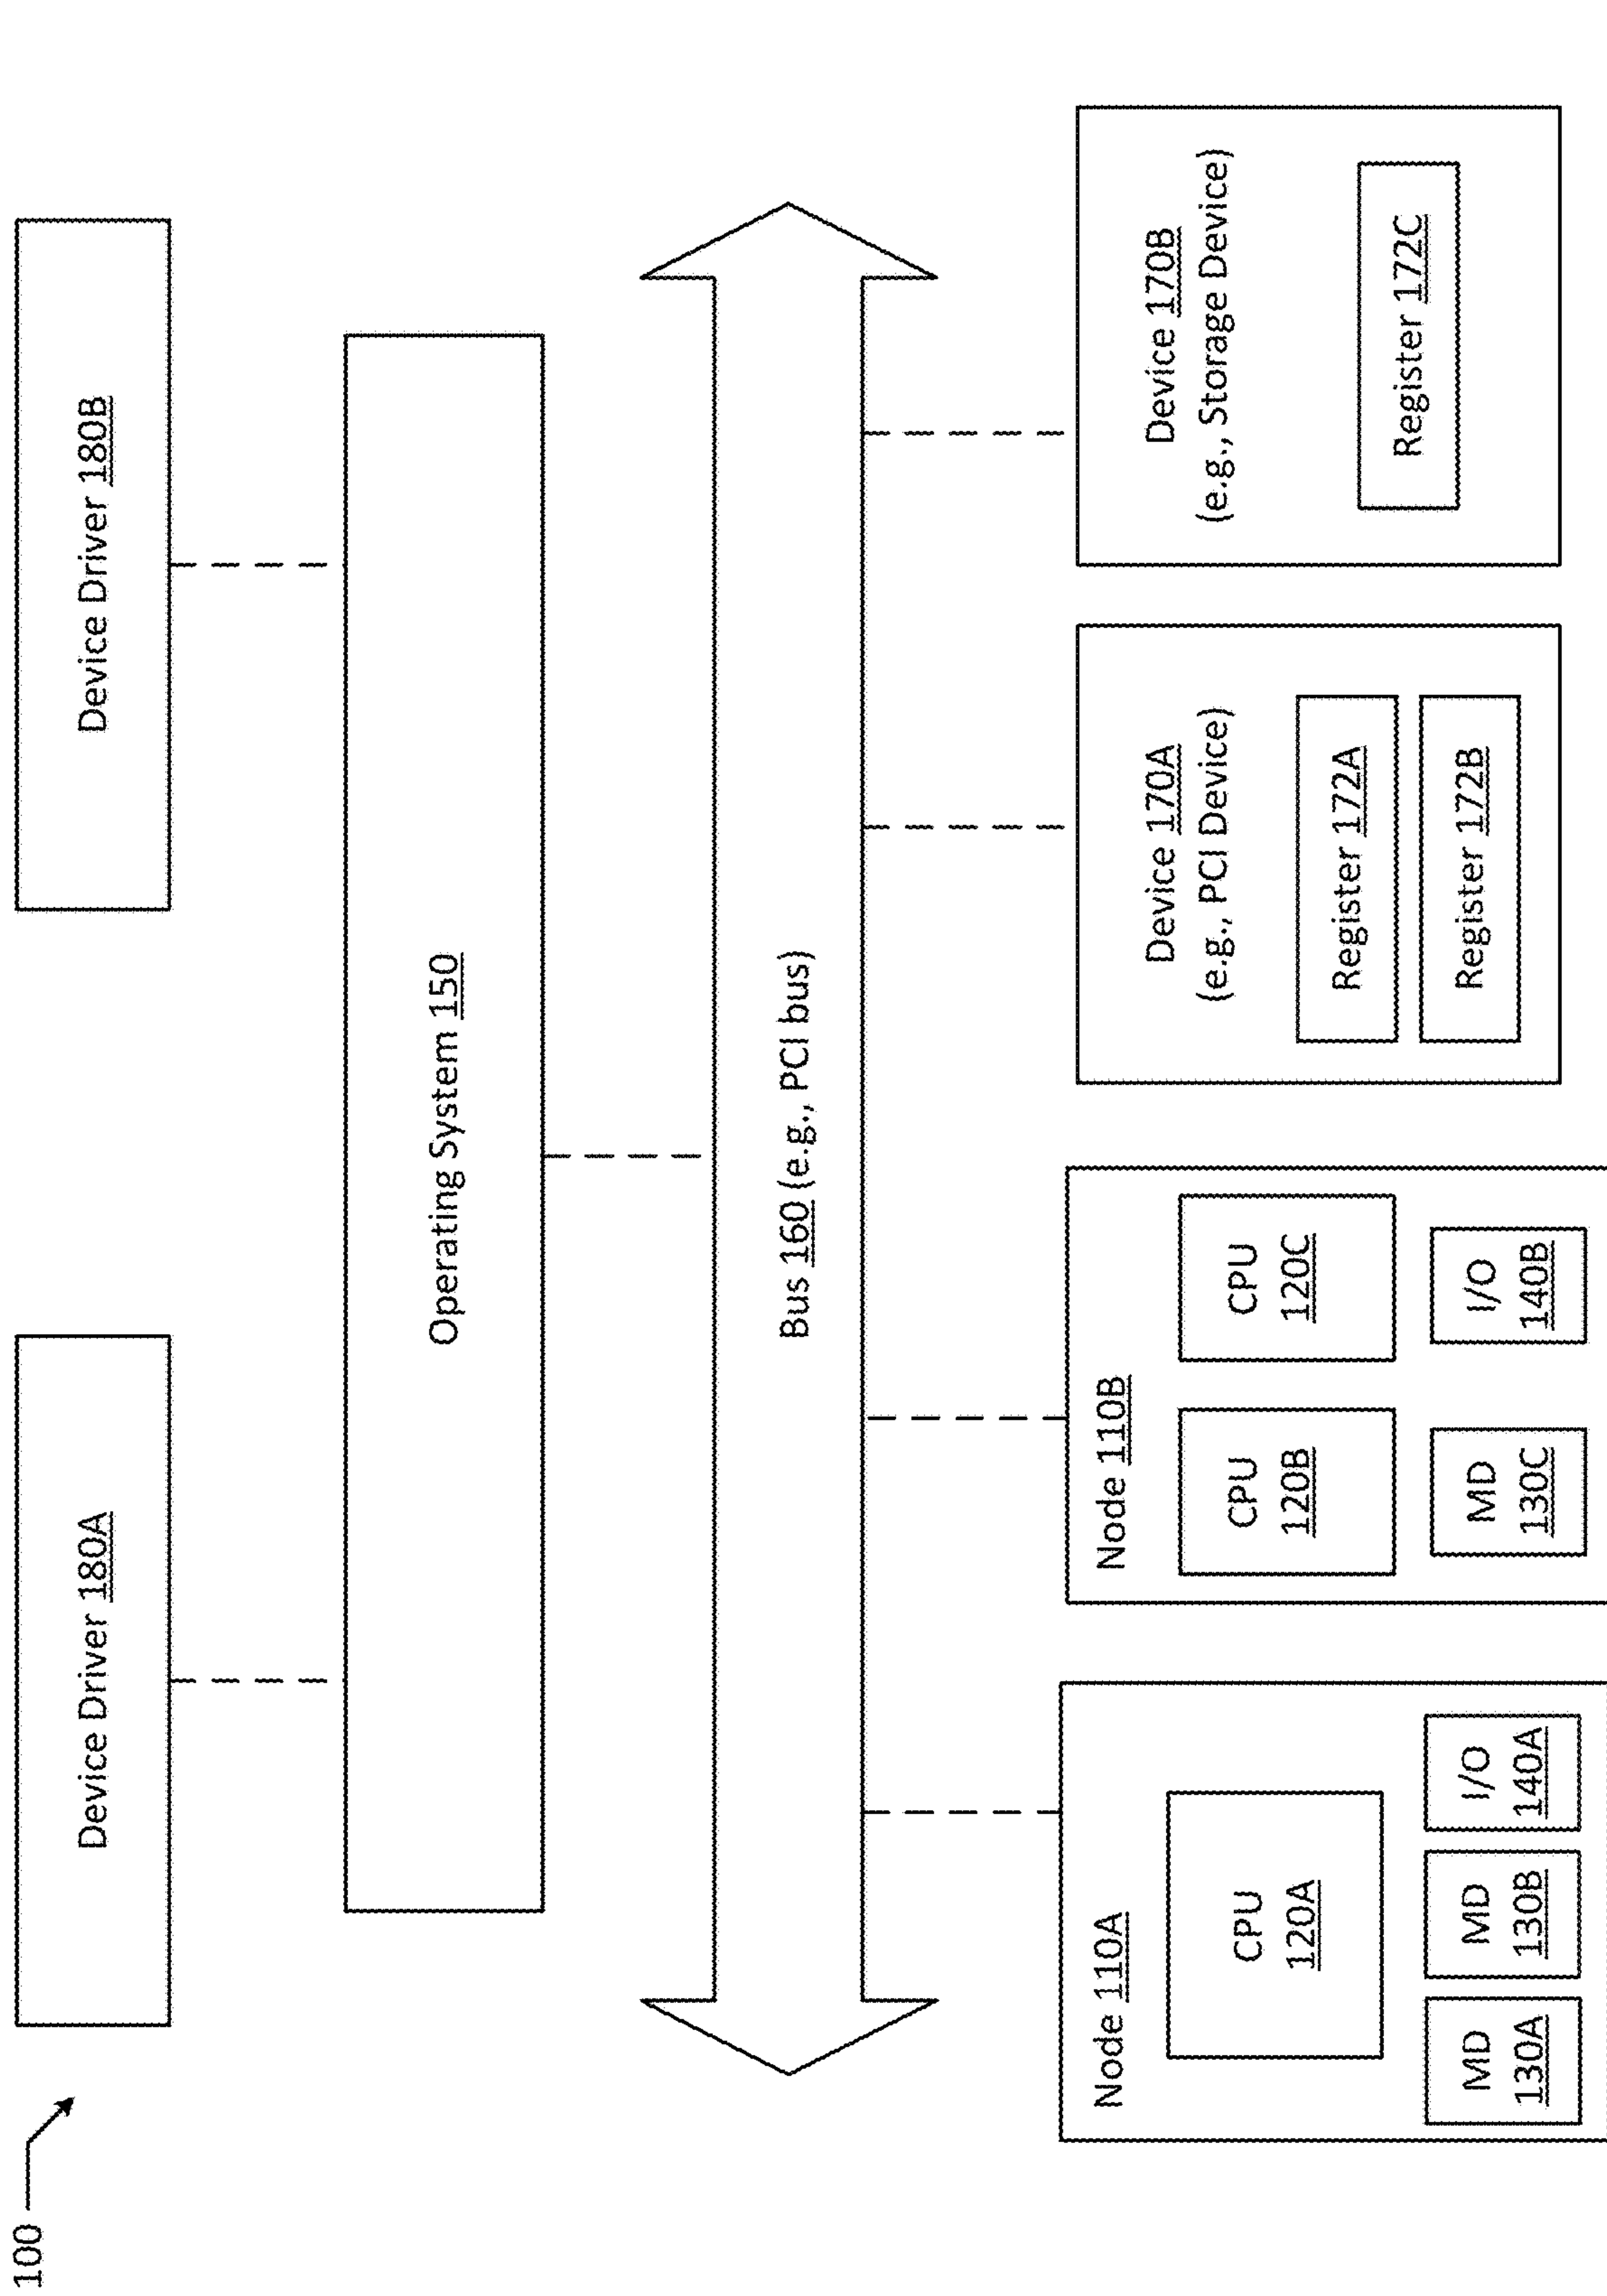 100
Device Driver 180A
Device Driver 180B
Operating System 150
Bus 160 (e.g., PCI bus)
Node 110A
CPU
120A
MD
130A
MD
130B
I/O
140A
Node 110B
CPU
120B
CPU
120C
MD
130C
I/O
140B
Device 170A
(e.g., PCI Device)
Register 172A
Register 172B
Device 170B
(e.g., Storage Device)
Register 172C